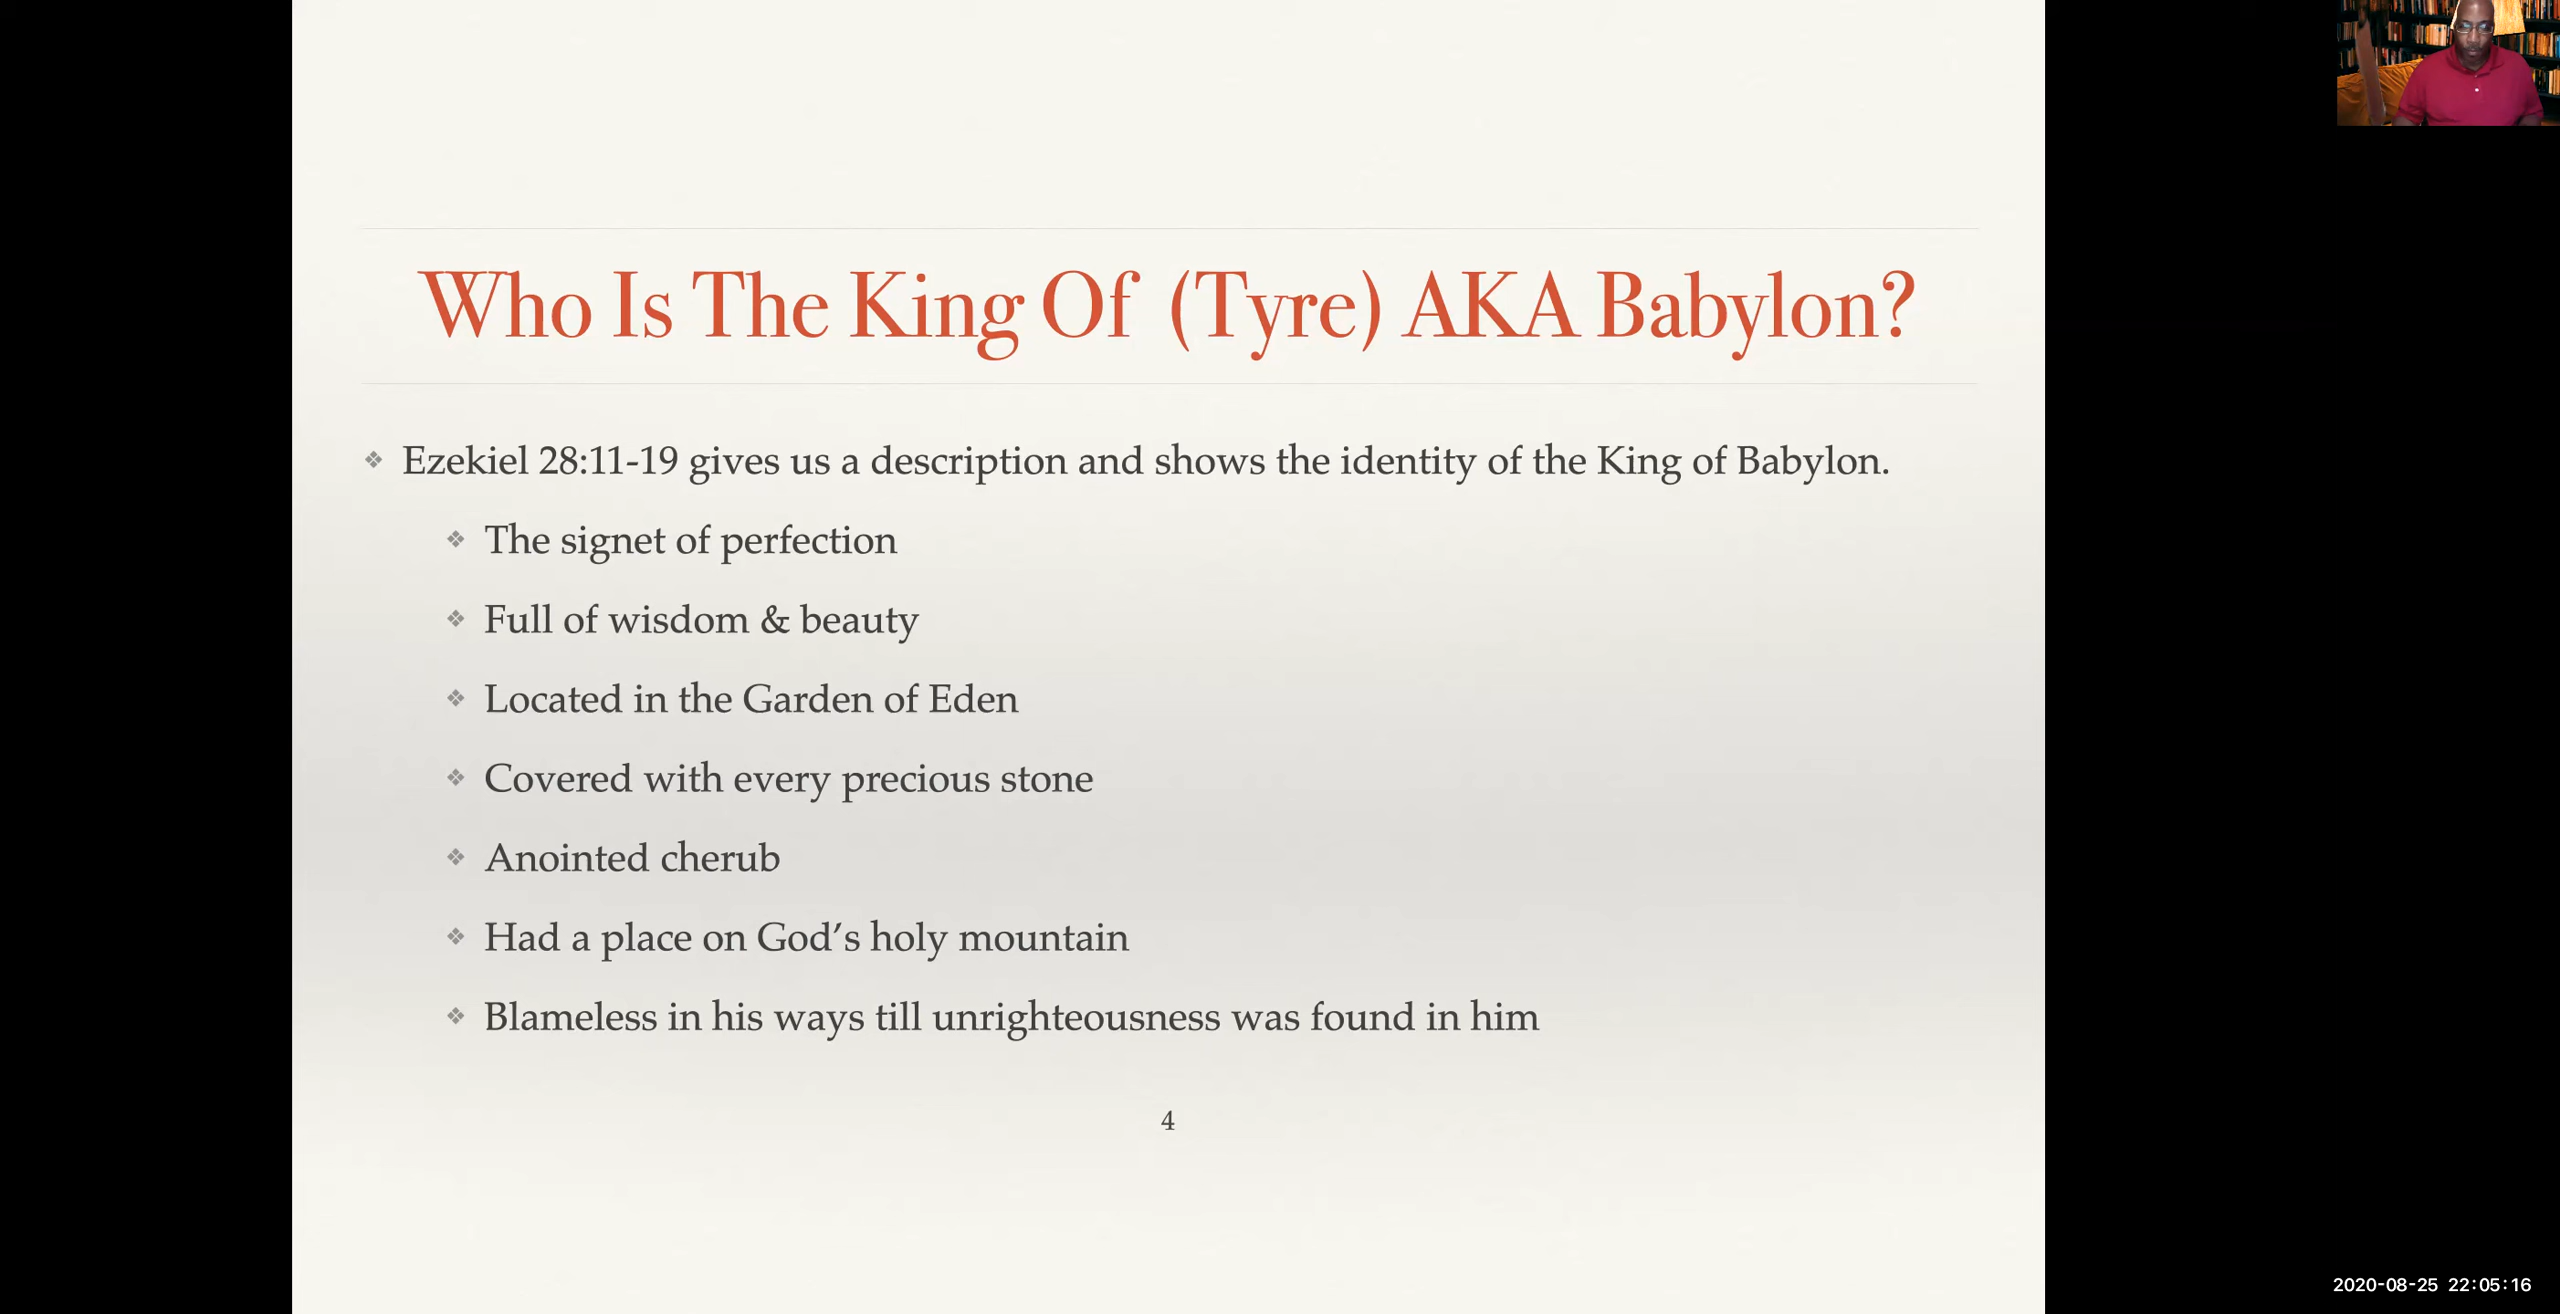 Who Is The King Of (Tyre) AKA Babylon?
❖ Ezekiel 28:11-19 gives us a description and shows the identity of the King of Babylon.
❖ The signet of perfection
❖ Full of wisdom & beauty
❖ Located in the Garden of Eden
❖ Covered with every precious stone
❖ Anointed cherub
❖ Had a place on God’s holy mountain
❖ Blameless in his ways till unrighteousness was found in him
4
2020-08-25 22:05:16